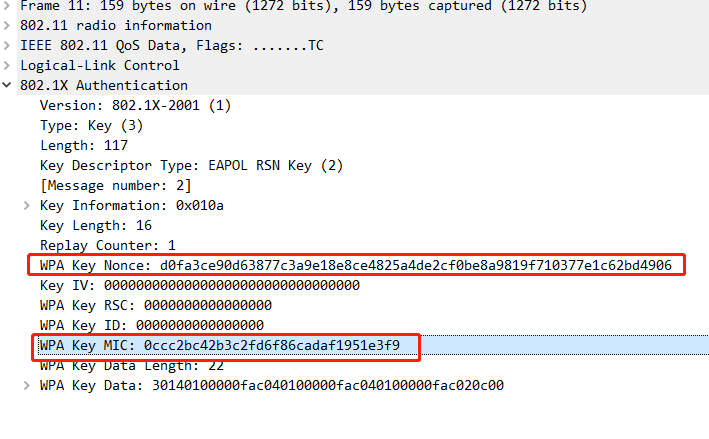 Frame 11: 159 bytes on wire (1272 bits), 159 bytes captured (1272 bits)
802.11 radio information
IEEE 802.11 QoS Data, Flags: .......TC
Logical-Link Control
802.1X Authentication
Version: 802.1X-2001 (1)
Type: Key (3)
Length: 117
Key Descriptor Type: EAPOL RSN Key (2)
[Message number: 2]
Key Information: 0x010a
Key Length: 16
Replay Counter: 1
WPA Key Nonce: d0fa3ce90d63877c3a9e18e8ce4825a4de2cf0be8a9819f710377e1c62bd4906
Key IV: 00000000000000000000000000000000
WPA Key RSC: 0000000000000000
WPA Key ID: 0000000000000000
WPA Key MIC: 0ccc2bc42b3c2fd6f86cadaf1951e3f9
WPA Key Data Length: 22
WPA Key Data: 30140100000fac040100000fac040100000fac020c00